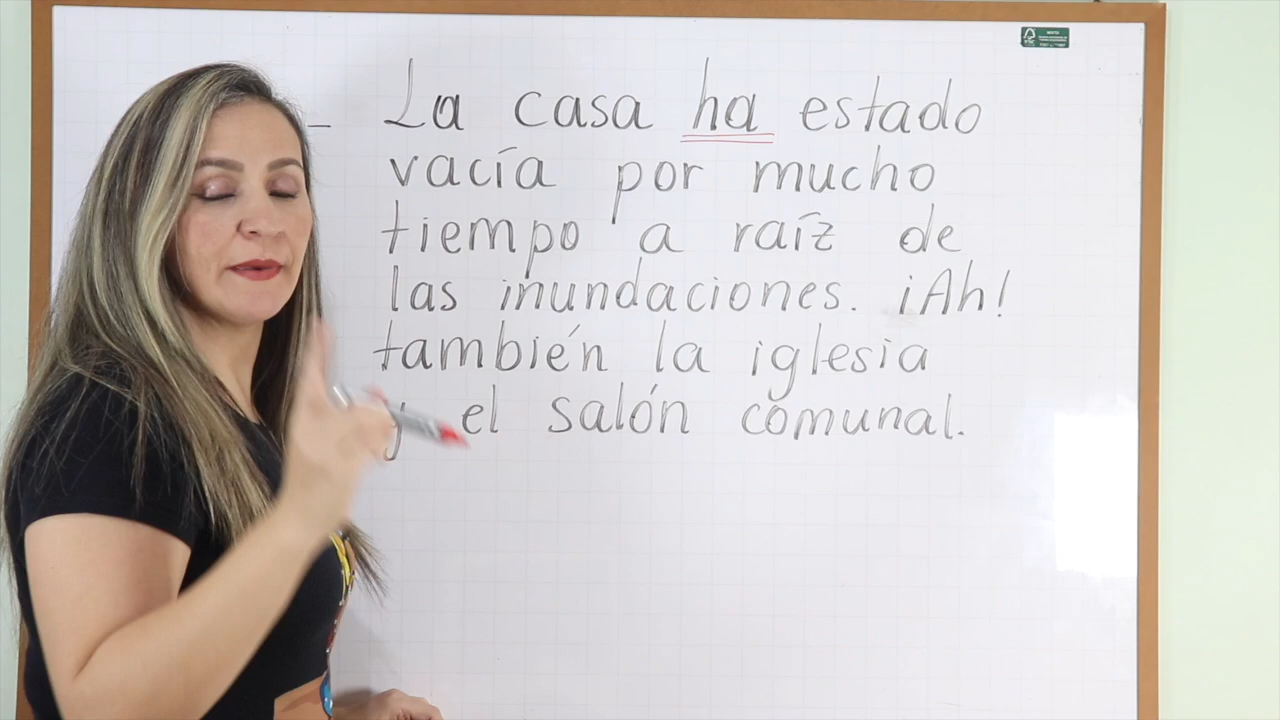 La casa ha estado
vacía por mucho
tiempo a raíz de
las inundaciones. ¡Ah!
también la iglesia
y el salón comunal.
MIXTO